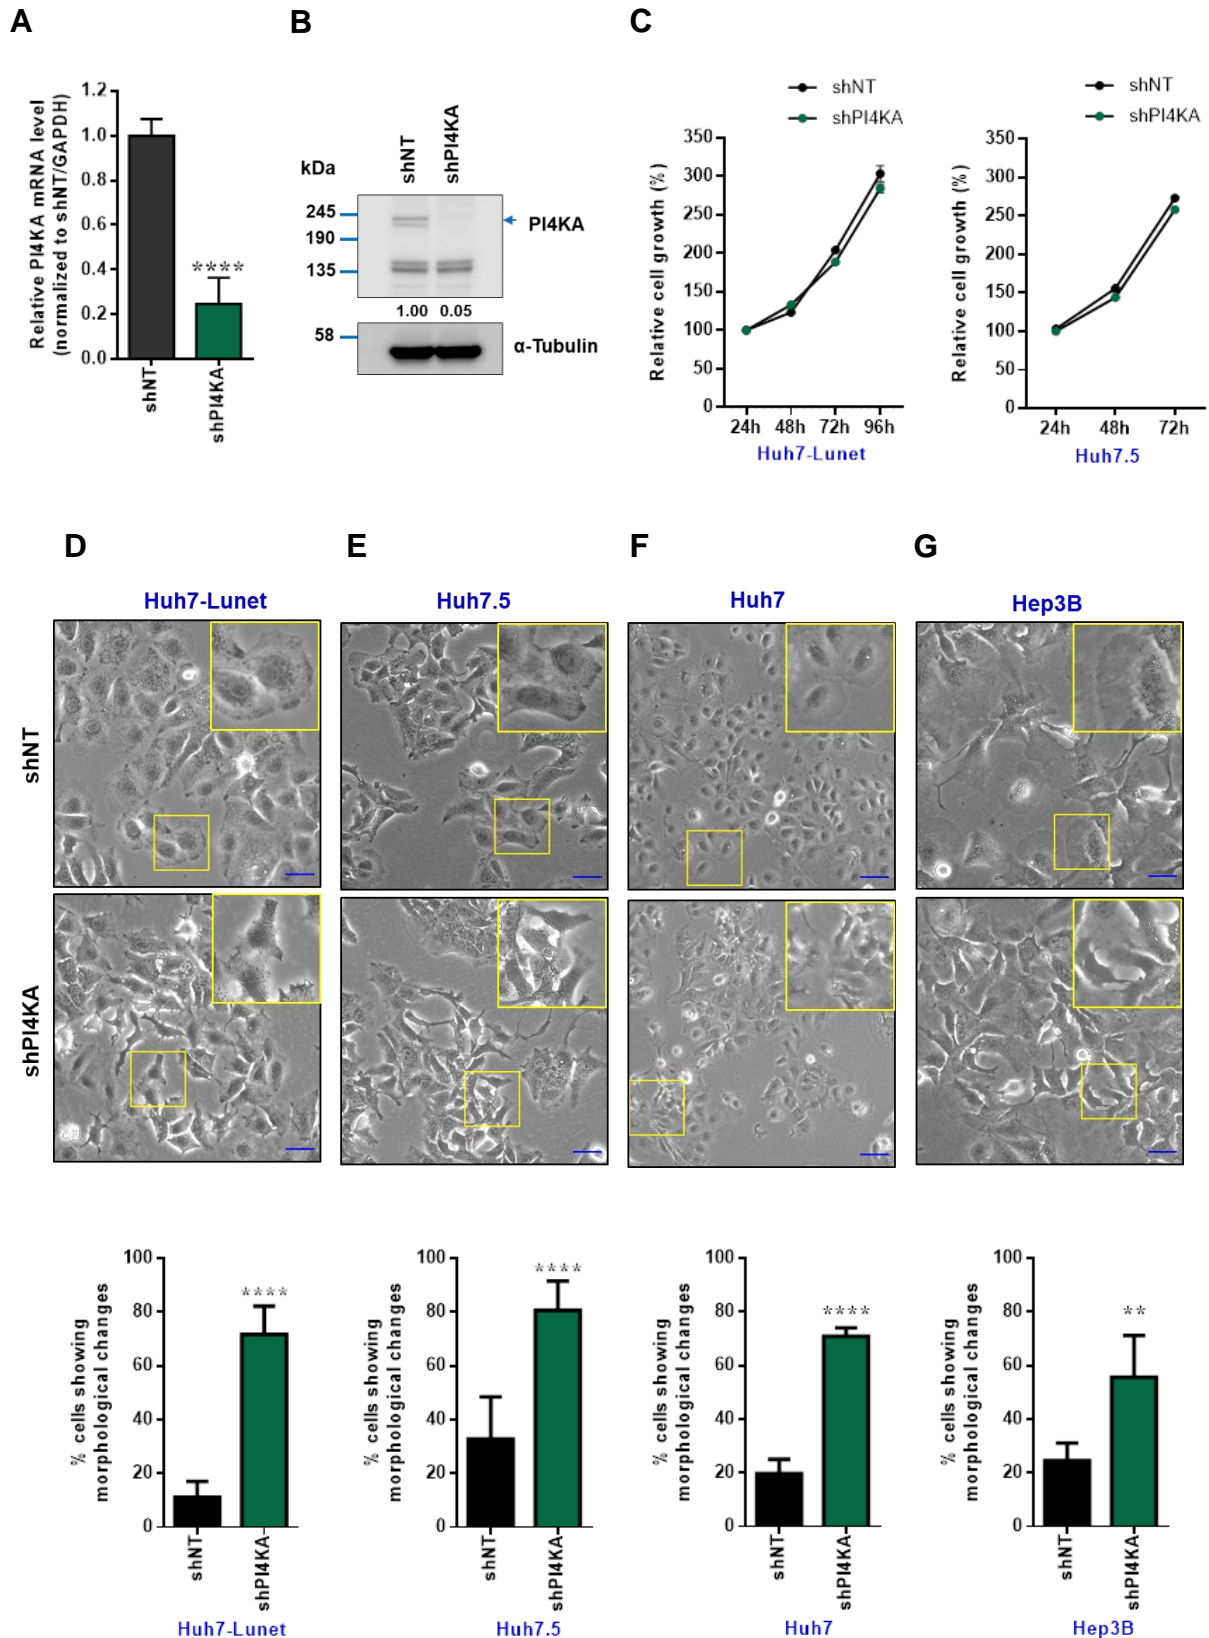 A
B
C
Relative PI4KA mRNA level
(normalized to shNT/GAPDH)
1.2
1.0
0.8
0.6
0.4
0.2
0.0
****
shNT
shPI4KA
kDa
shNT
shPI4KA
245
190
135
PI4KA
1.00 0.05
58
α-Tubulin
shNT
shPI4KA
Relative cell growth (%)
350
300
250
200
150
100
50
0
24h 48h 72h 96h
Huh7-Lunet
shNT
shPI4KA
Relative cell growth (%)
350
300
250
200
150
100
50
0
24h 48h 72h
Huh7.5
D
E
F
G
Huh7-Lunet
Huh7.5
Huh7
Hep3B
shNT
shPI4KA
% cells showing
morphological changes
100
80
60
40
20
0
****
shNT
shPI4KA
Huh7-Lunet
% cells showing
morphological changes
100
80
60
40
20
0
****
shNT
shPI4KA
Huh7.5
% cells showing
morphological changes
100
80
60
40
20
0
****
shNT
shPI4KA
Huh7
% cells showing
morphological changes
100
80
60
40
20
0
**
shNT
shPI4KA
Hep3B